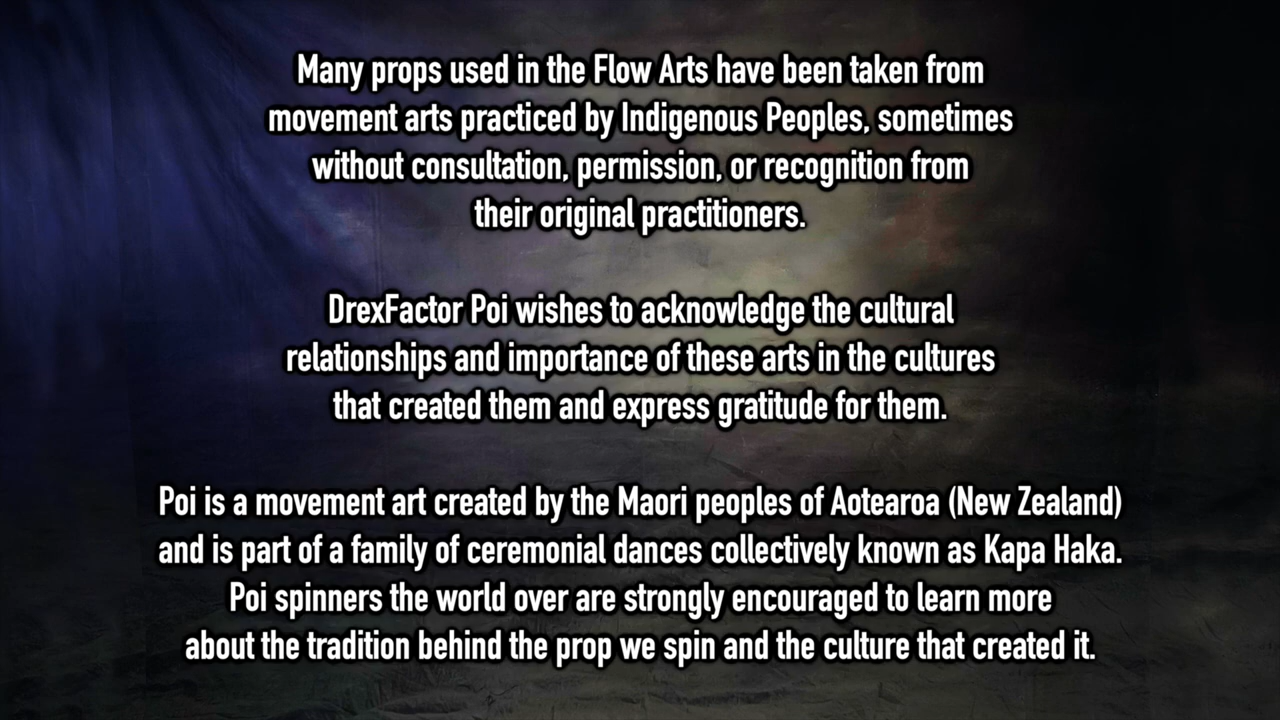 Many props used in the Flow Arts have been taken from
movement arts practiced by Indigenous Peoples, sometimes
without consultation, permission, or recognition from
their original practitioners.
DrexFactor Poi wishes to acknowledge the cultural
relationships and importance of these arts in the cultures
that created them and express gratitude for them.
Poi is a movement art created by the Maori peoples of Aotearoa (New Zealand)
and is part of a family of ceremonial dances collectively known as Kapa Haka.
Poi spinners the world over are strongly encouraged to learn more
about the tradition behind the prop we spin and the culture that created it.